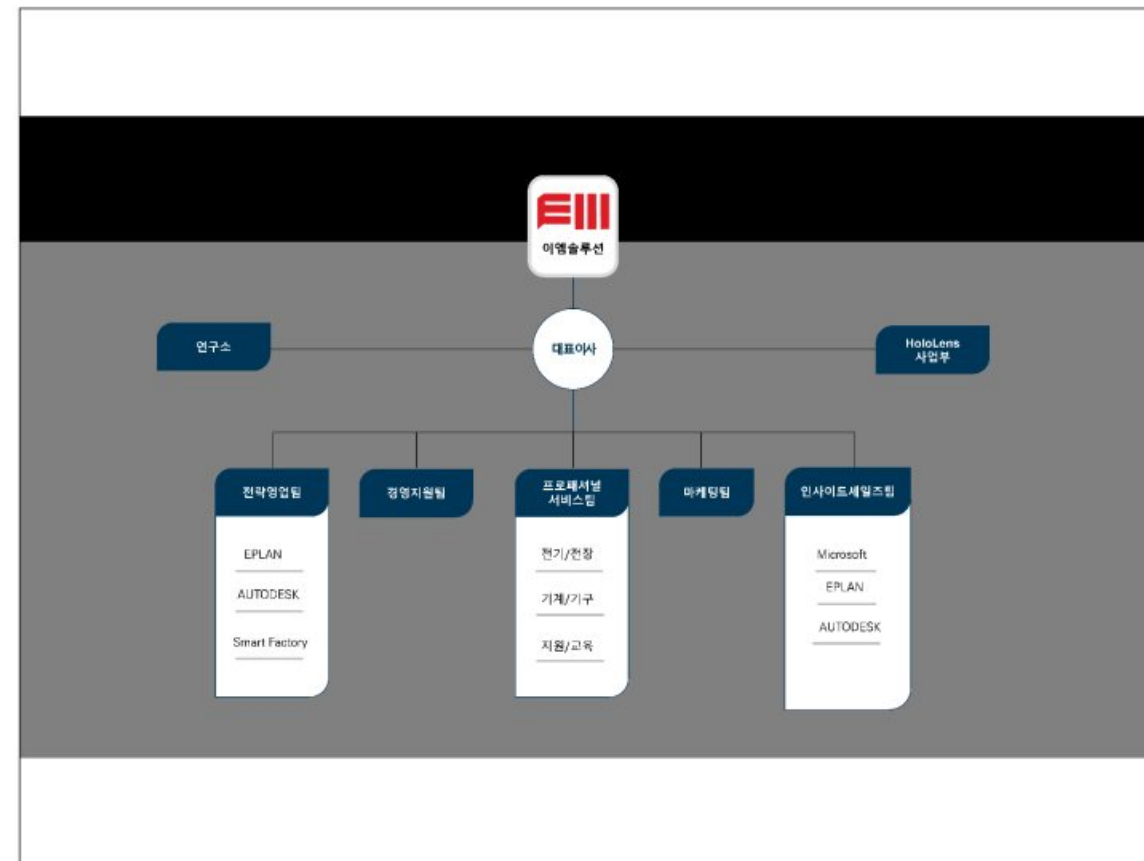 EM
이엠솔루션
연구소
대표이사
HoloLens
사업부
전략영업팀
경영지원팀
프로패셔널
서비스팀
마케팅팀
인사이트세일즈팀
EPLAN
AUTODESK
Smart Factory
전기/전장
기계/기구
지원/교육
Microsoft
EPLAN
AUTODESK